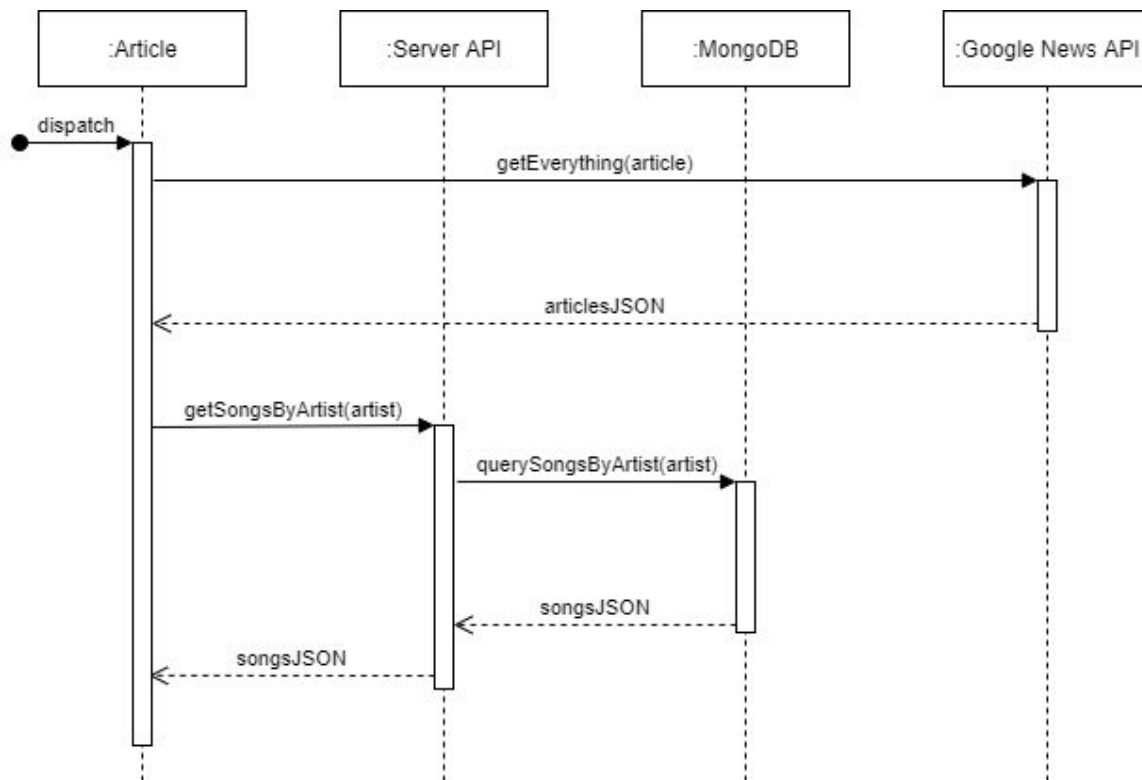 :Article
:Server API
:MongoDB
:Google News API
dispatch
getEverything(article)
articlesJSON
getSongsByArtist(artist)
querySongsByArtist(artist)
songsJSON
songsJSON